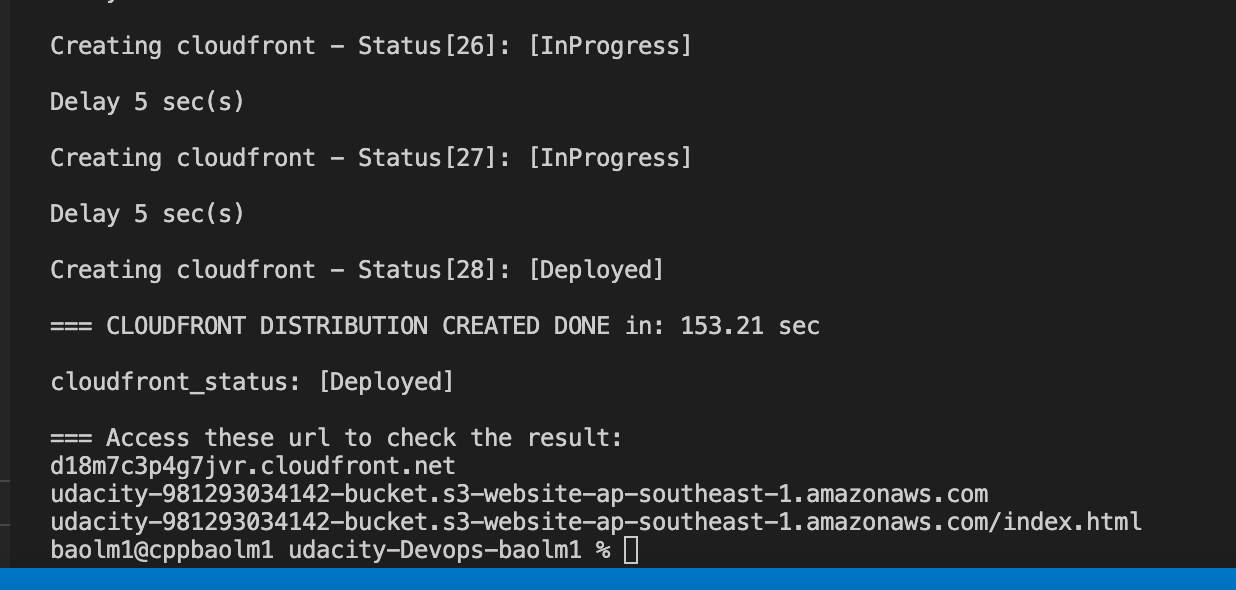 Creating cloudfront - Status[26]: [InProgress]
Delay 5 sec(s)
Creating cloudfront - Status[27]: [InProgress]
Delay 5 sec(s)
Creating cloudfront - Status[28]: [Deployed]
=== CLOUDFRONT DISTRIBUTION CREATED DONE in: 153.21 sec
cloudfront_status: [Deployed]
=== Access these url to check the result:
d18m7c3p4g7jvr.cloudfront.net
udacity-981293034142-bucket.s3-website-ap-southeast-1.amazonaws.com
udacity-981293034142-bucket.s3-website-ap-southeast-1.amazonaws.com/index.html
baolm1@cppbaolm1 udacity-Devops-baolm1 %